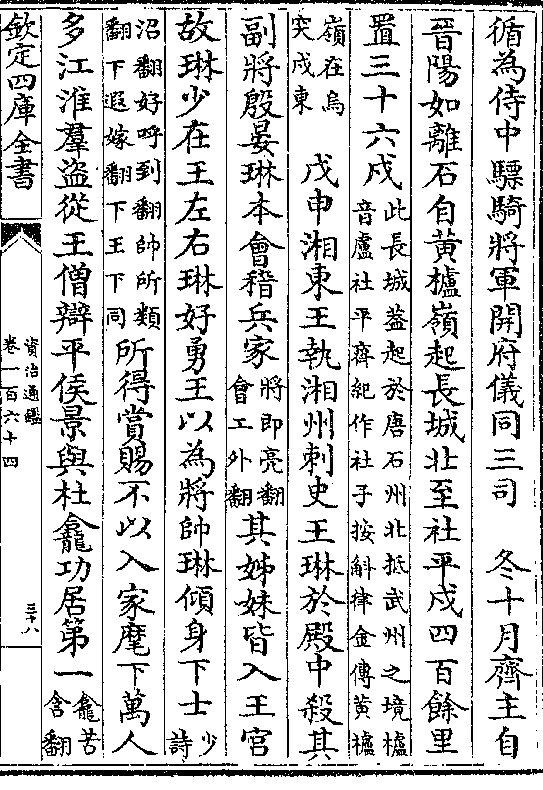 循為侍中驃騎將軍開府儀同三司　冬十月齊主自
晉陽如離石自黄櫨嶺起長城北至社平戍四百餘里
置三十六戍此長城葢起於唐石州北抵武州之境櫨音盧社平齊紀作社子按斛律金傳黄櫨
嶺在烏突戍東　戊申湘東王執湘州刺史王琳於殿中殺其
副將殷晏琳本會稽兵家將即亮翻會工外翻其姊妹皆入王宫
故琳少在王左右琳好勇王以為將帥琳傾身下士少詩
沼翻好呼到翻帥所類翻下遐嫁翻下王下同所得賞賜不以入家麾下萬人
多江淮羣盜從王僧辯平侯景與杜龕功居第一龕苦含翻
欽定四庫全書
資治通鑑
卷一百六十四
三十八